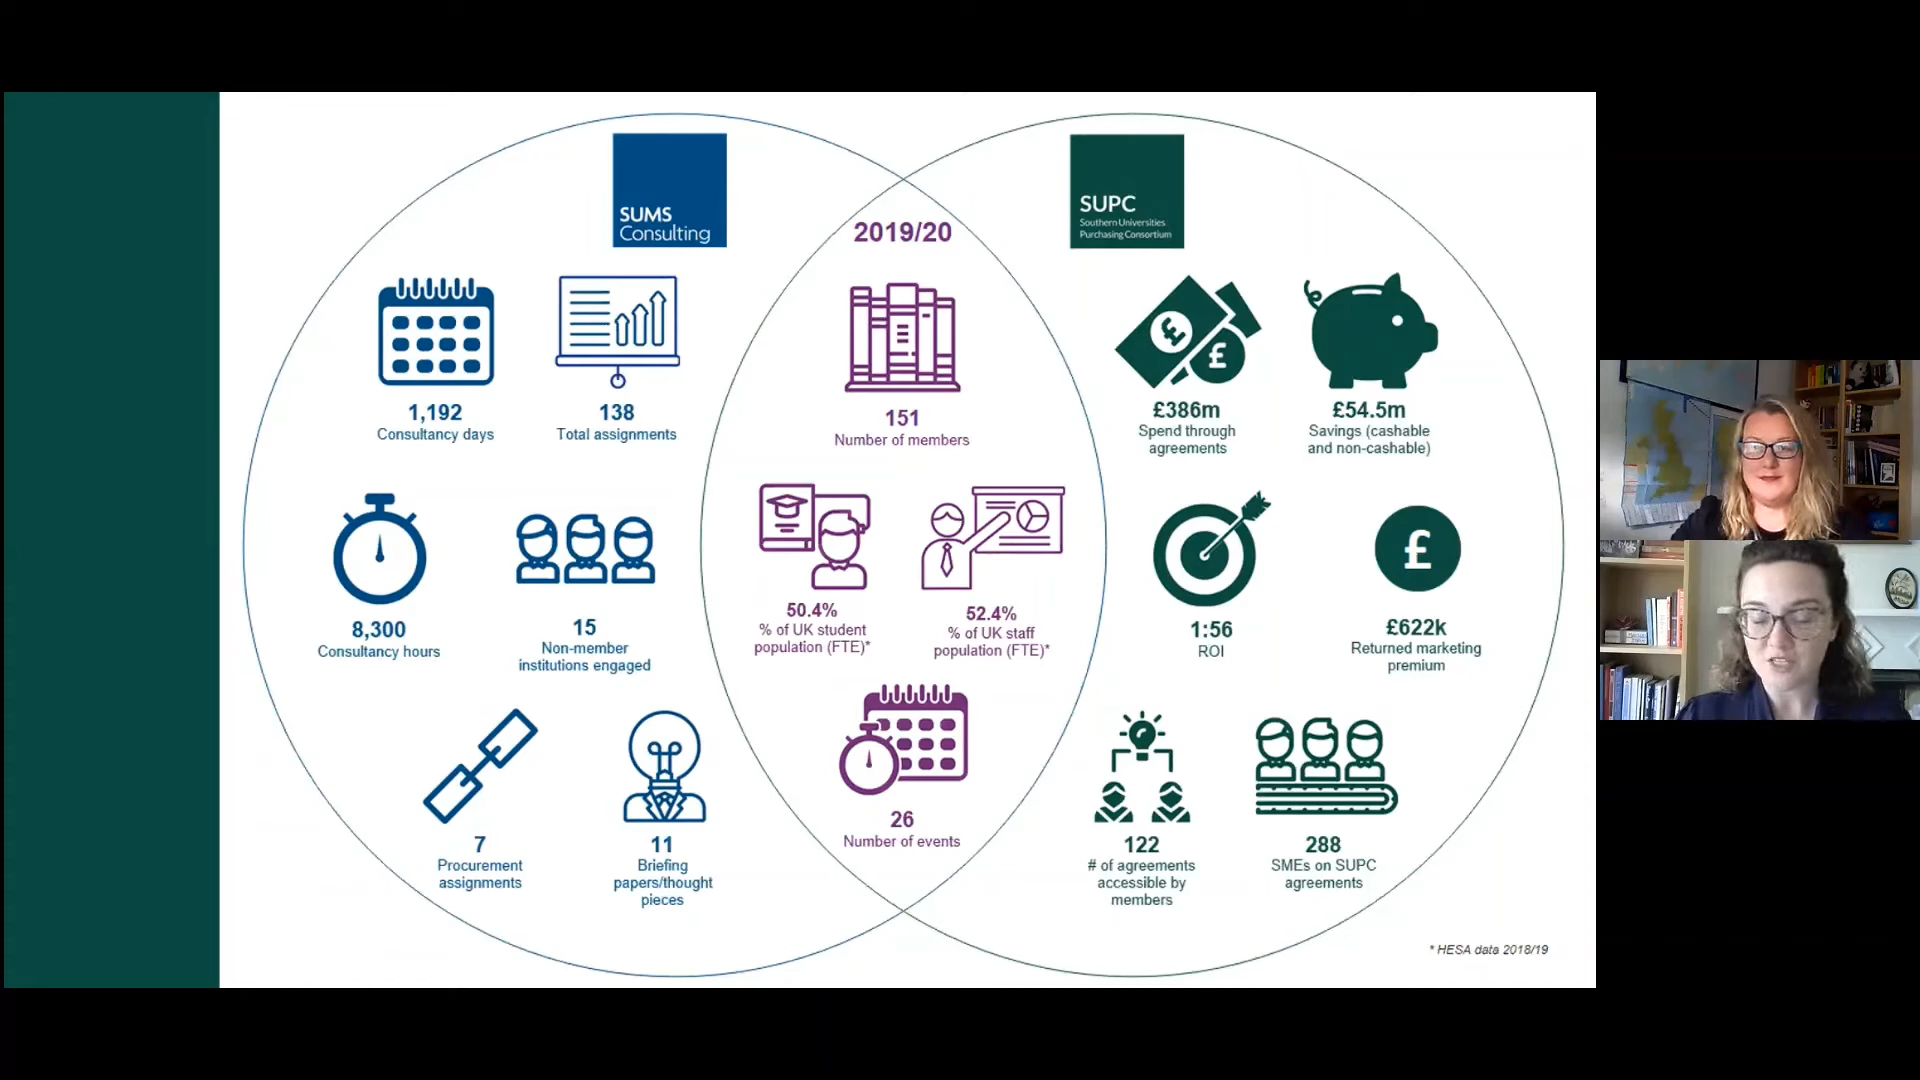 SUMS
Consulting
2019/20
SUPC
Southern Universities
Purchasing Consortium
1,192
Consultancy days
138
Total assignments
151
Number of members
£386m
Spend through
agreements
£54.5m
Savings (cashable
and non-cashable)
8,300
Consultancy hours
15
Non-member
institutions engaged
50.4%
% of UK student
population (FTE)*
52.4%
% of UK staff
population (FTE)*
1:56
ROI
£622k
Returned marketing
premium
7
Procurement
assignments
11
Briefing
papers/thought
pieces
26
Number of events
122
# of agreements
accessible by
members
288
SMEs on SUPC
agreements
* HESA data 2018/19